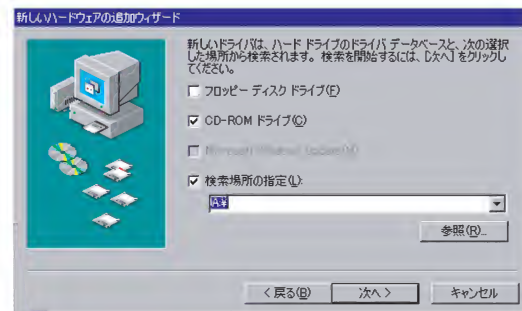 新しいハードウェアの追加ウィザード
新しいドライバは、ハード ドライブのドライバ データベースと、次の選択
した場所から検索されます。検索を開始するには、[次へ] をクリックし
てください。
フロッピー ディスク ドライブ(F)
CD-ROM ドライブ(C)
Microsoft Windows Update(M)
検索場所の指定(L):
A:¥
参照(R)...
< 戻る(B)
次へ >
キャンセル